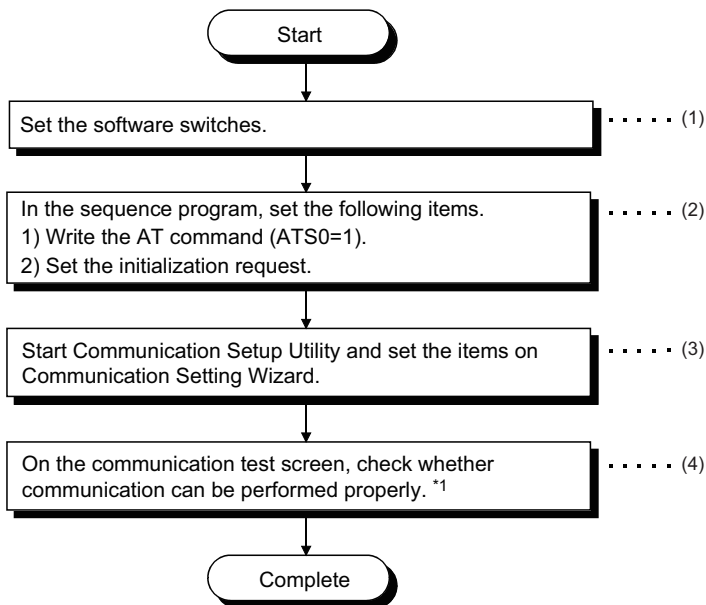 Start
Set the software switches.
(1)
In the sequence program, set the following items.
(2)
1) Write the AT command (ATS0=1).
2) Set the initialization request.
Start Communication Setup Utility and set the items on
(3)
Communication Setting Wizard.
On the communication test screen, check whether
(4)
communication can be performed properly. *1
Complete